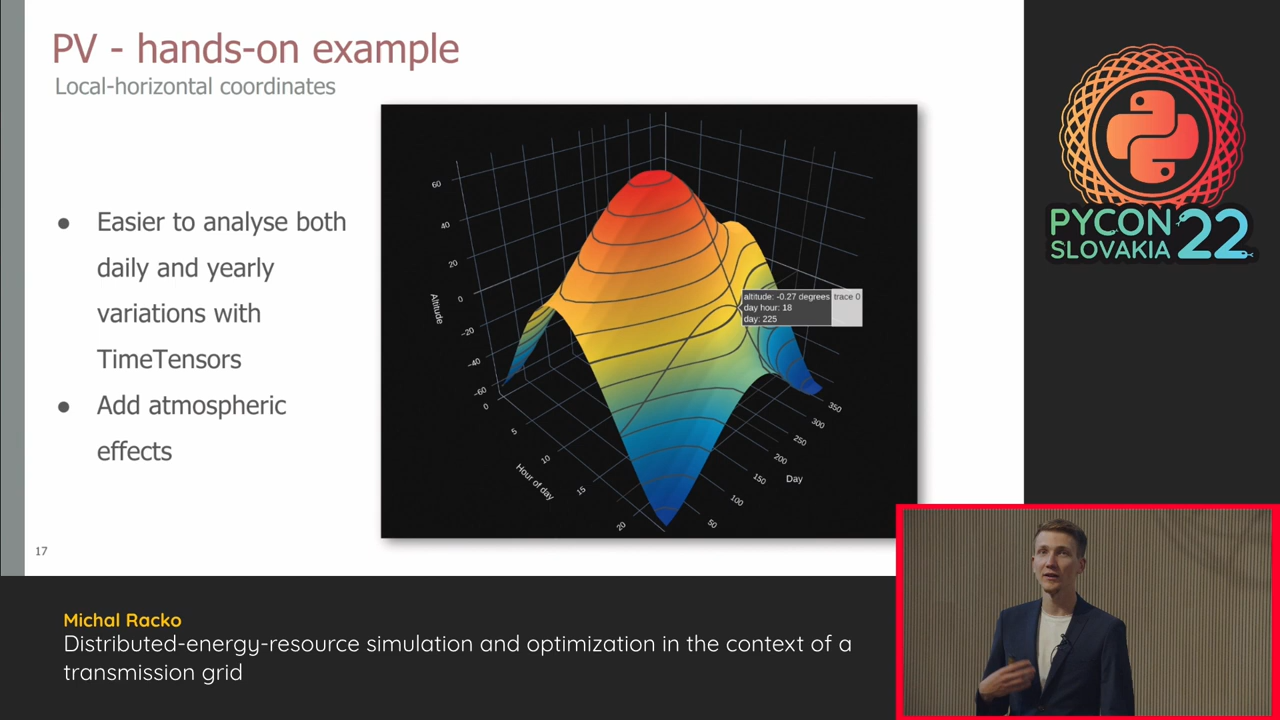 PV - hands-on example
Local-horizontal coordinates
● Easier to analyse both
daily and yearly
variations with
TimeTensors
● Add atmospheric
effects
60
40
20
0
−20
−40
−60
Altitude
0
5
10
15
20
Hour of day
50
100
150
200
250
300
350
Day
altitude: -0.27 degrees trace 0
day hour: 18
day: 225
17
PYCON
SLOVAKIA
22
Michal Racko
Distributed-energy-resource simulation and optimization in the context of a
transmission grid